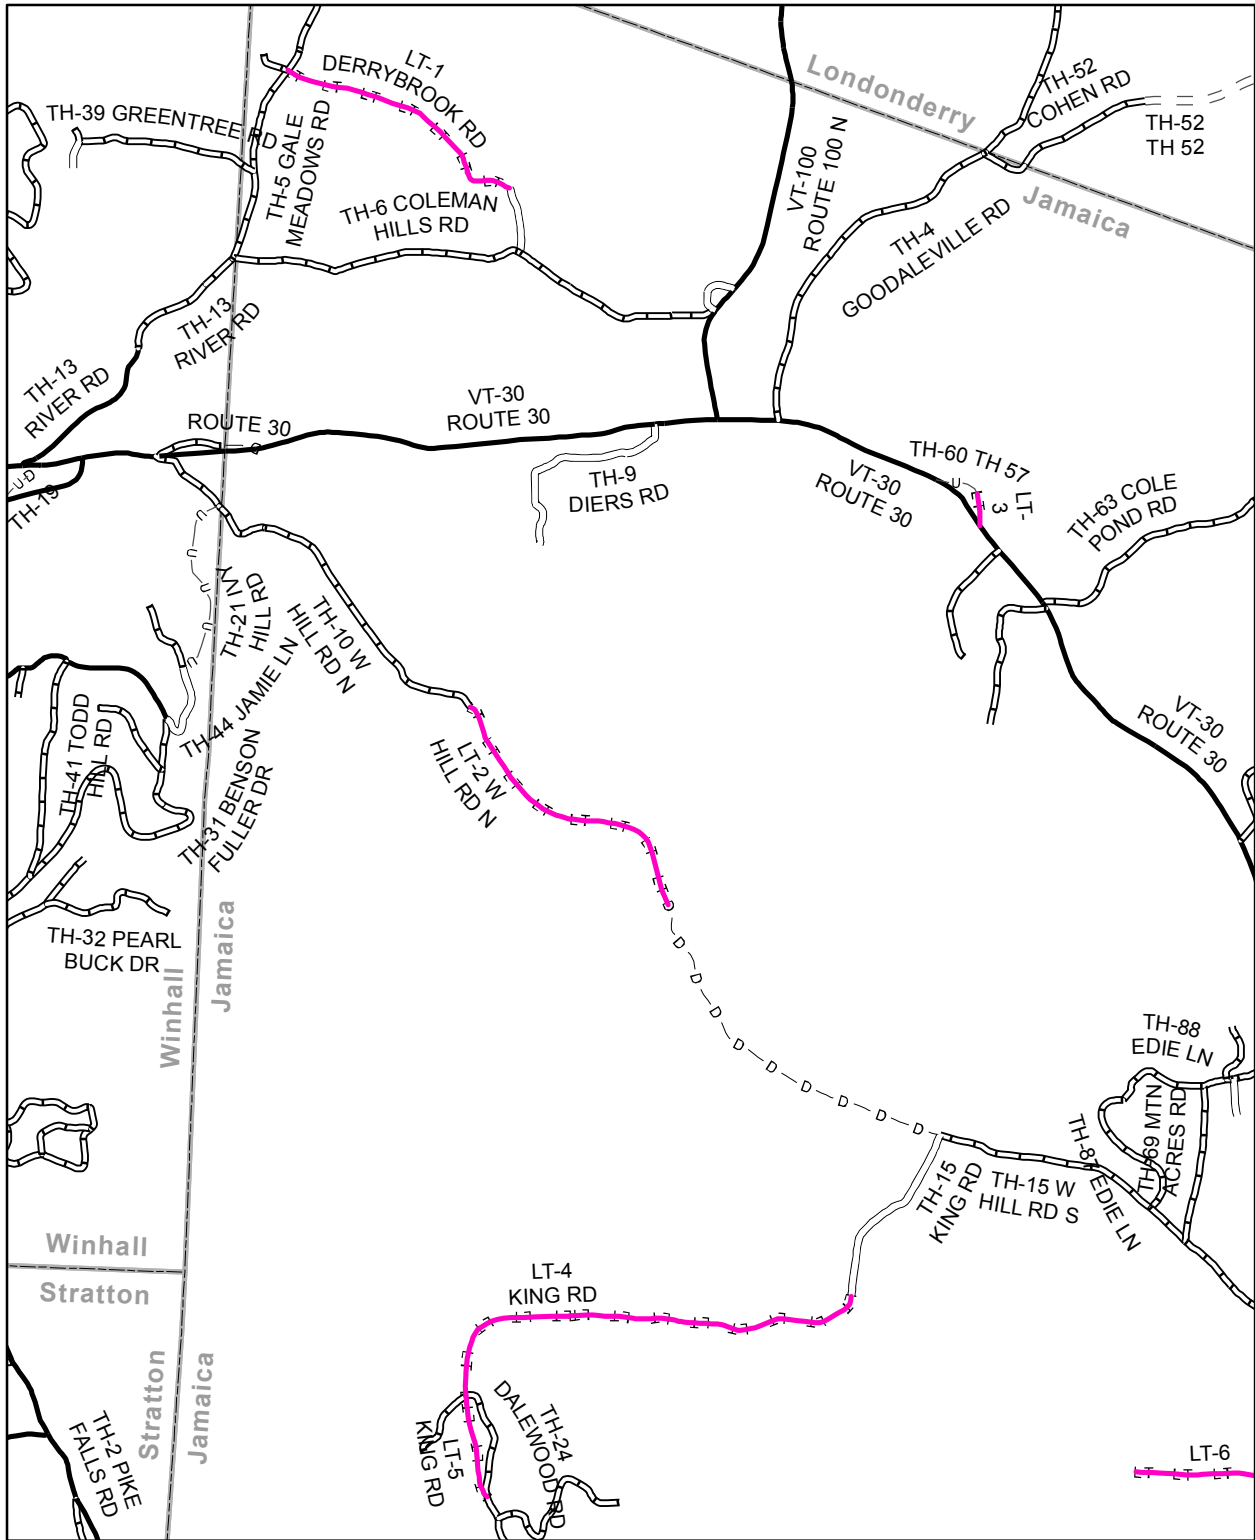 LT-1
DERRYBROOK RD
Londonderry
TH-52
COHEN RD
TH-39 GREENTREE RD
TH-52
TH 52
TH-5 GALE
MEADOWS RD
VT-100
ROUTE 100 N
TH-6 COLEMAN
HILLS RD
Jamaica
TH-4
GOODALEVILLE RD
TH-13
RIVER RD
TH-13
RIVER RD
VT-30
ROUTE 30
ROUTE 30
TH-60 TH 57
LT-
3
TH-9
DIERS RD
VT-30
ROUTE 30
TH-63 COLE
POND RD
TH-19
TH-21 IVY
HILL RD
TH-10 W
HILL RD N
TH-44 JAMIE LN
TH-41 TODD
HILL RD
VT-30
ROUTE 30
LT-2 W
HILL RD N
TH-31 BENSON
FULLER DR
TH-32 PEARL
BUCK DR
Winhall
Jamaica
TH-88
EDIE LN
TH-69 MTN
ACRES RD
TH-87 EDIE LN
TH-15
KING RD
TH-15 W
HILL RD S
Winhall
Stratton
LT-4
KING RD
Stratton
Jamaica
TH-2 PIKE
FALLS RD
LT-5
KING RD
TH-24
DALEWOOD RD
LT-6